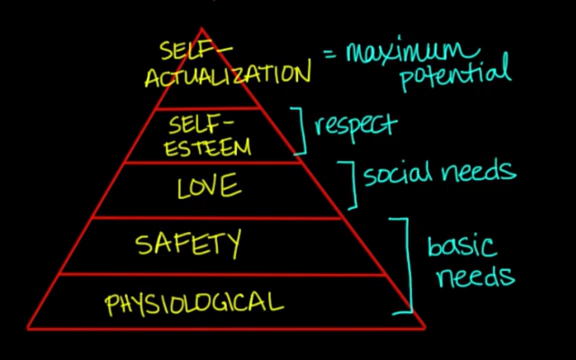 SELF-
ACTUALIZATION
= maximum
potential
SELF-
ESTEEM
respect
LOVE
social needs
SAFETY
basic
needs
PHYSIOLOGICAL